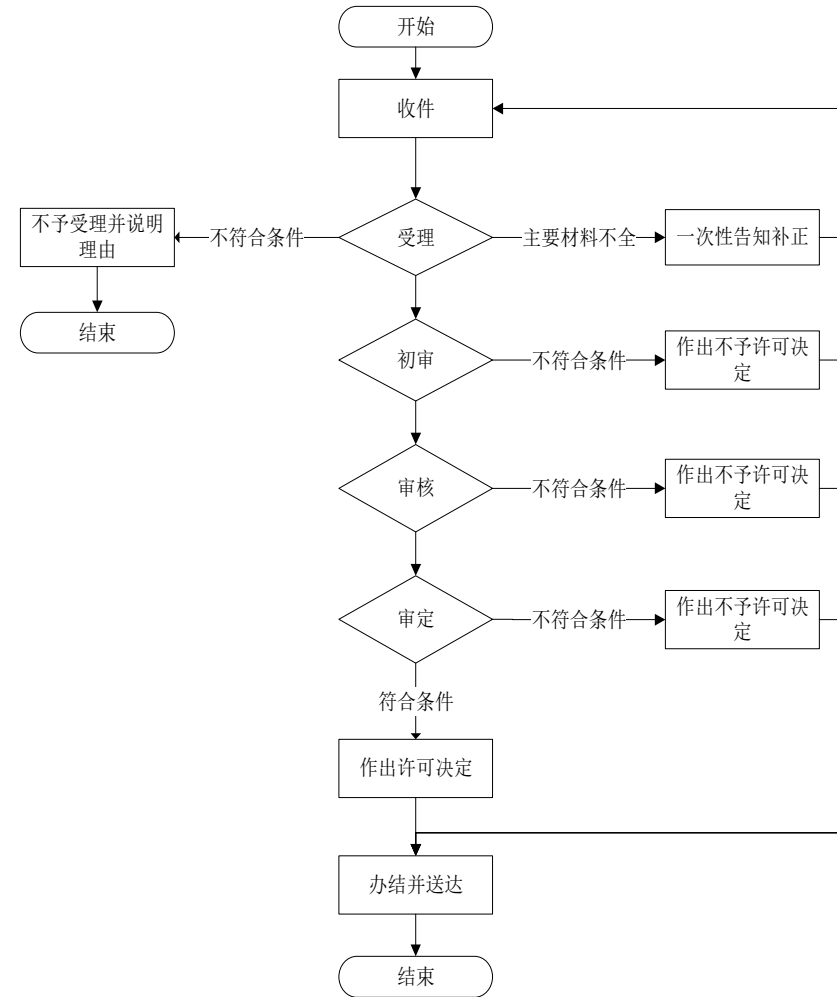 开始
收件
不予受理并说明
理由
不符合条件
受理
主要材料不全
一次性告知补正
结束
初审
不符合条件
作出不予许可决
定
审核
不符合条件
作出不予许可决
定
审定
不符合条件
作出不予许可决
定
符合条件
作出许可决定
办结并送达
结束